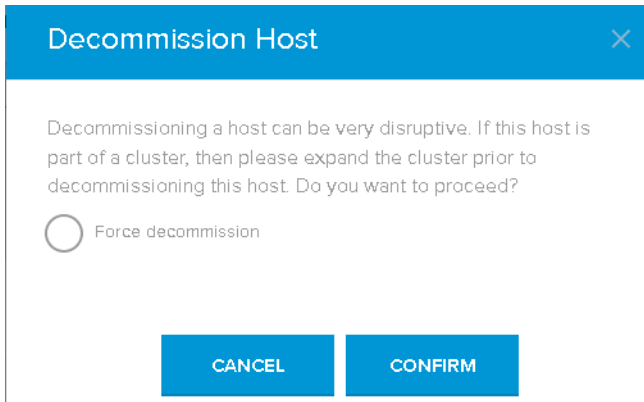 Decommission Host
Decommissioning a host can be very disruptive. If this host is
part of a cluster, then please expand the cluster prior to
decommissioning this host. Do you want to proceed?
Force decommission
CANCEL CONFIRM